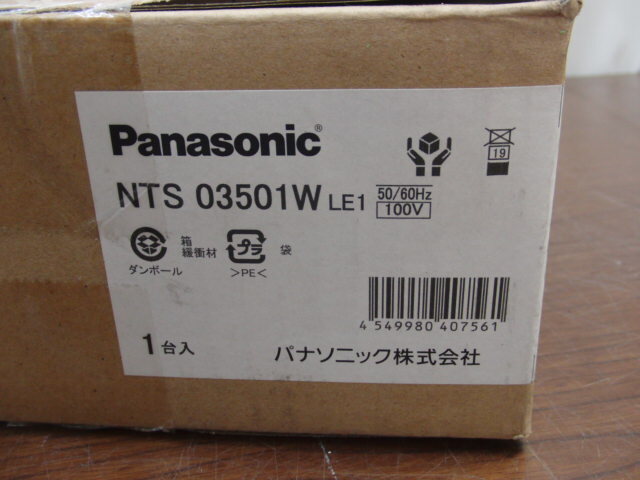 Panasonic®
NTS 03501W LE1 50/60Hz 100V
19
ダンボール
箱
緩衝材
プラ
>PE<
袋
4 549980 407561
1台入
パナソニック株式会社